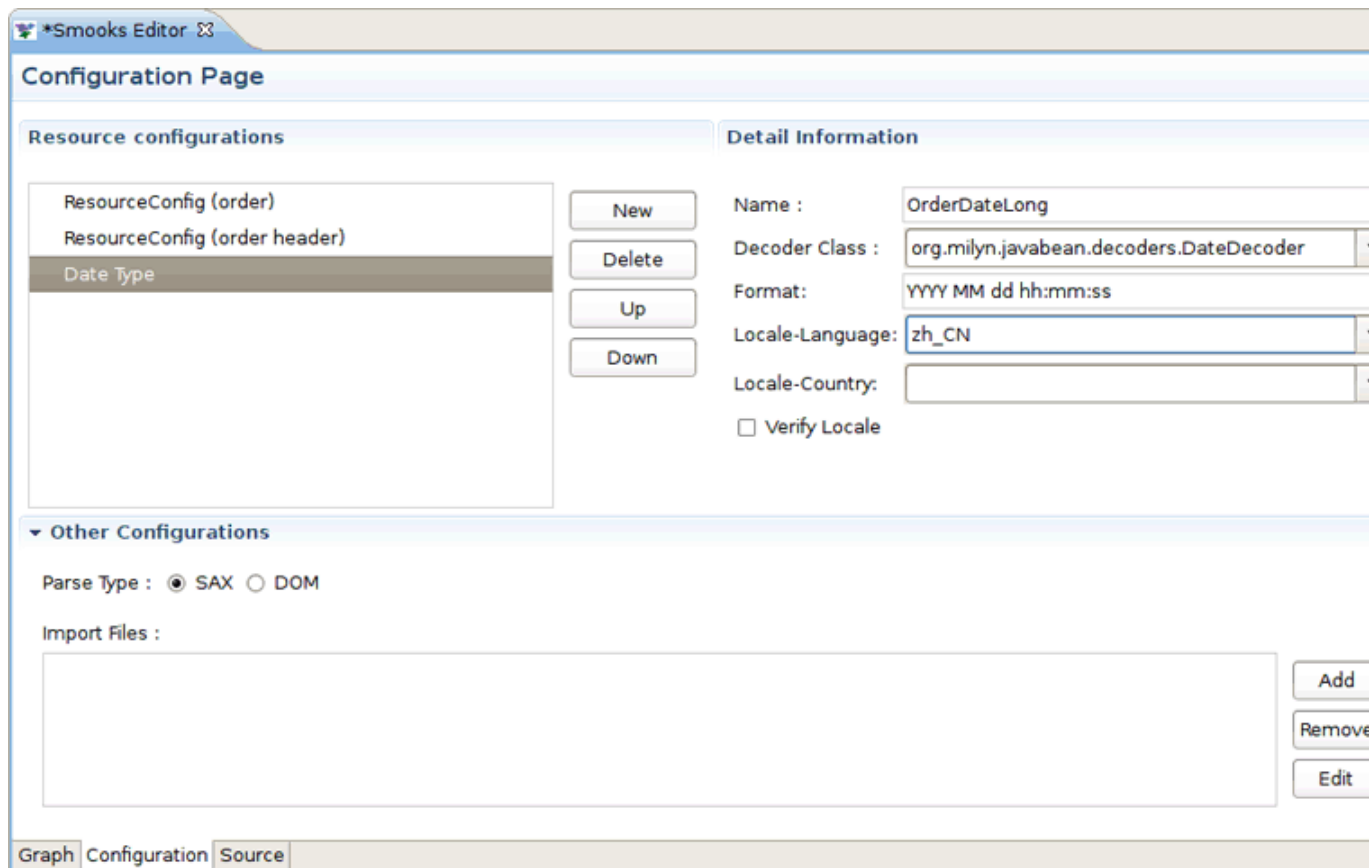 *Smooks Editor
Configuration Page
Resource configurations
ResourceConfig (order)
ResourceConfig (order header)
Date Type
New
Delete
Up
Down
Detail Information
Name : OrderDateLong
Decoder Class : org.milyn.javabean.decoders.DateDecoder
Format: YYYY MM dd hh:mm:ss
Locale-Language: zh_CN
Locale-Country:
Verify Locale
Other Configurations
Parse Type : SAX DOM
Import Files :
Add
Remove
Edit
Graph Configuration Source